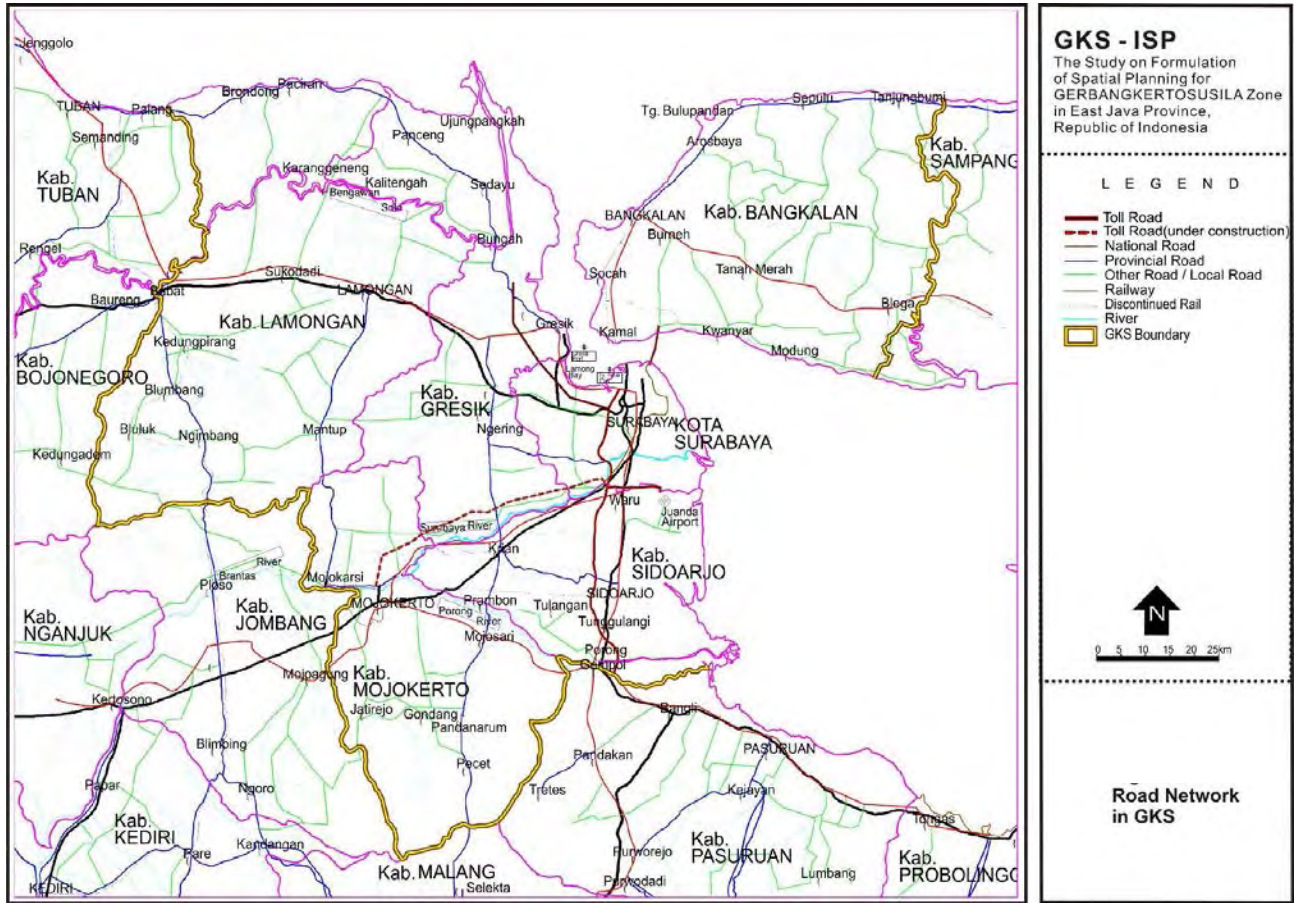 Jenggolo
TUBAN
Palang
Brondong
Paciran
Semanding
Kab.
TUBAN
Ujungpangkah
Panceng
Karanggeneng
Kalitengah
Bengawan
Solo
Sedayu
Bungah
Rengel
Baureng
Babat
Sukodadi
LAMONGAN
Kab. LAMONGAN
Kedungpirang
Kab.
BOJONEGORO
Blumbang
Bluluk
Ngimbang
Mantup
Kedungadem
Tg. Bulupandan
Sepulu
Tanjungbumi
Arosbaya
Kab.
SAMPANG
BANGKALAN
Kab. BANGKALAN
Burneh
Socah
Tanah Merah
Blega
Kamal
Kwanyar
Modung
Gresik
Lamong
Bay
Kab.
GRESIK
Ngering
SURABAYA
KOTA
SURABAYA
Waru
Juanda
Airport
Surabaya River
Krian
Kab.
SIDOARJO
SIDOARJO
Brantas River
Ploso
Mojokarsi
Kab.
JOMBANG
MOJOKERTO
Prambon
Porong
River
Mojosari
Tulangan
Tunggulangi
Porong
Gempol
Kab.
NGANJUK
Kertosono
Mojoagung
Kab.
MOJOKERTO
Jatirejo
Gondang
Pandanarum
Pecet
Bangli
Pandakan
PASURUAN
Tretes
Kejayan
Tongas
Blimbing
Papar
Ngoro
Kab.
KEDIRI
Pare
Kandangan
KEDIRI
Kab. MALANG
Selekta
Purworejo
Purwodadi
Kab.
PASURUAN
Lumbang
Kab.
PROBOLINGO
GKS - ISP
The Study on Formulation
of Spatial Planning for
GERBANGKERTOSUSILA Zone
in East Java Province,
Republic of Indonesia
LEGEND
Toll Road
Toll Road(under construction)
National Road
Provincial Road
Other Road / Local Road
Railway
Discontinued Rail
River
GKS Boundary
N
0 5 10 15 20 25km
Road Network
in GKS